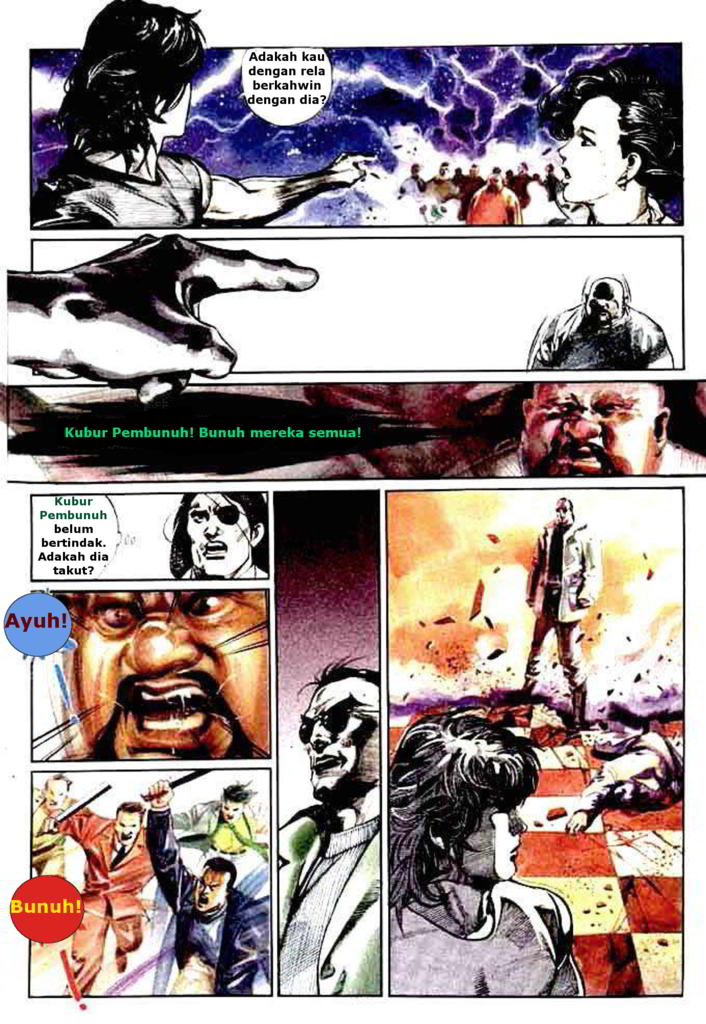 Adakah kau
dengan rela
berkahwin
dengan dia?
Kubur Pembunuh! Bunuh mereka semua!
Kubur
Pembunuh
belum
bertindak.
Adakah dia
takut?
Ayuh!
Bunuh!